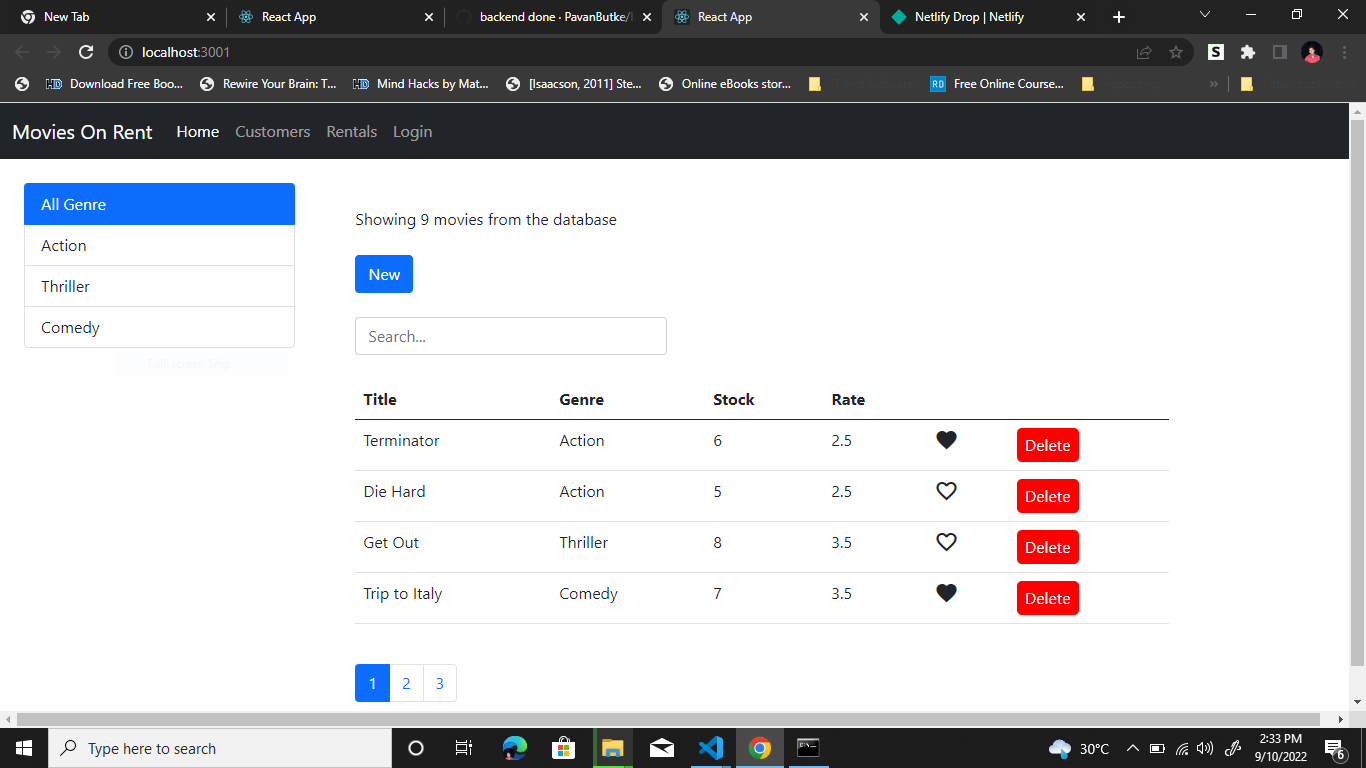 New Tab
React App
backend done · PavanButke/
React App
Netlify Drop | Netlify
localhost:3001
S
Download Free Boo...
Rewire Your Brain: T...
Mind Hacks by Mat...
[Isaacson, 2011] Ste...
Online eBooks stor...
RD
Free Online Course...
»
Movies On Rent
Home
Customers
Rentals
Login
All Genre
Action
Thriller
Comedy
Full-screen Snip
Showing 9 movies from the database
New
Search...
Title Genre Stock Rate
Terminator Action 6 2.5 Delete
Die Hard Action 5 2.5 Delete
Get Out Thriller 8 3.5 Delete
Trip to Italy Comedy 7 3.5 Delete
1 2 3
Type here to search
30°C
2:33 PM
9/10/2022
6